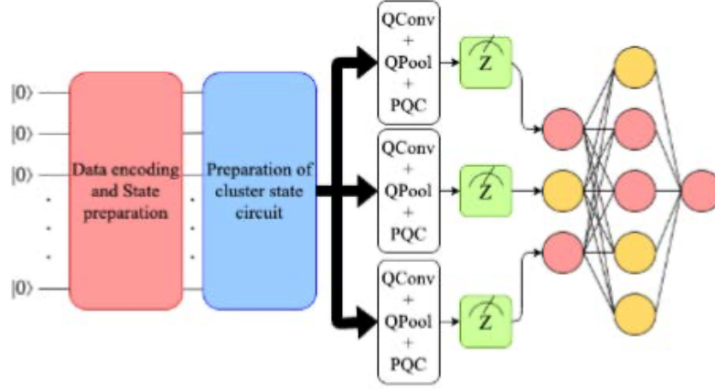 |0⟩
|0⟩
|0⟩
|0⟩
Data encoding
and State
preparation
Preparation of
cluster state
circuit
QConv
+
QPool
+
PQC
Z
QConv
+
QPool
+
PQC
Z
QConv
+
QPool
+
PQC
Z